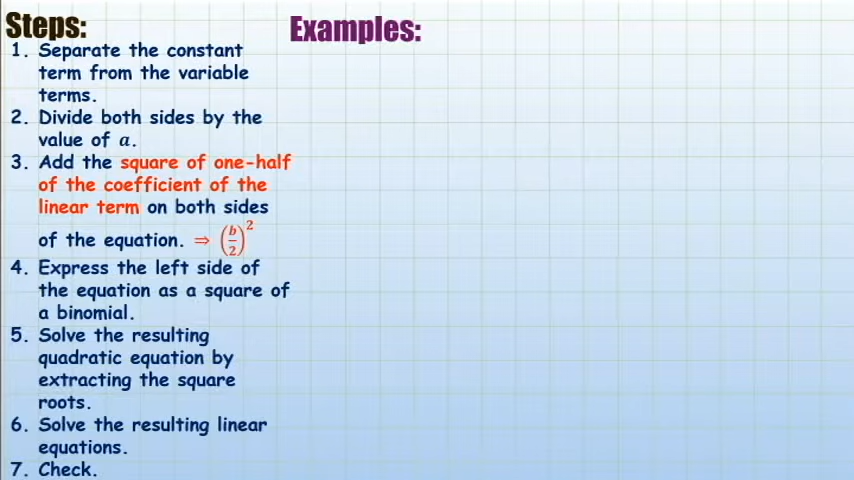 Steps:
Examples:
1. Separate the constant
term from the variable
terms.
2. Divide both sides by the
value of a.
3. Add the square of one-half
of the coefficient of the
linear term on both sides
of the equation. ⇒ (b/2)²
4. Express the left side of
the equation as a square of
a binomial.
5. Solve the resulting
quadratic equation by
extracting the square
roots.
6. Solve the resulting linear
equations.
7. Check.